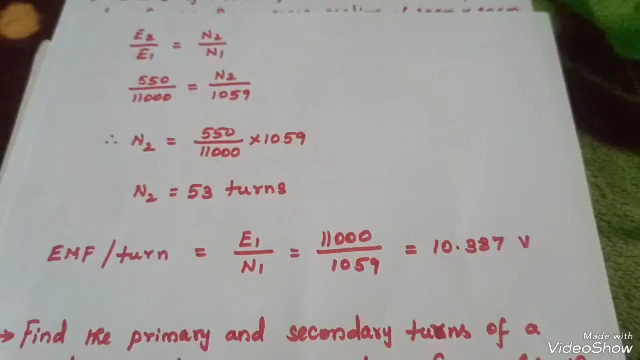 E₂/E₁ = N₂/N₁
550/11000 = N₂/1059
∴ N₂ = 550/11000 × 1059
N₂ = 53 turns
EMF/turn = E₁/N₁ = 11000/1059 = 10.387 V
→ Find the primary and secondary turns of a
Made with
VideoShow